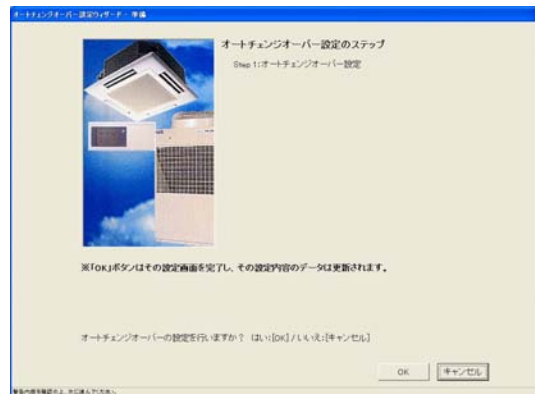 オートチェンジオーバー設定ウィザード - 準備
オートチェンジオーバー設定のステップ
Step 1:オートチェンジオーバー設定
※「OK」ボタンはその設定画面を完了し、その設定内容のデータは更新されます。
オートチェンジオーバーの設定を行いますか？ はい:[OK] / いいえ:[キャンセル]
OK キャンセル